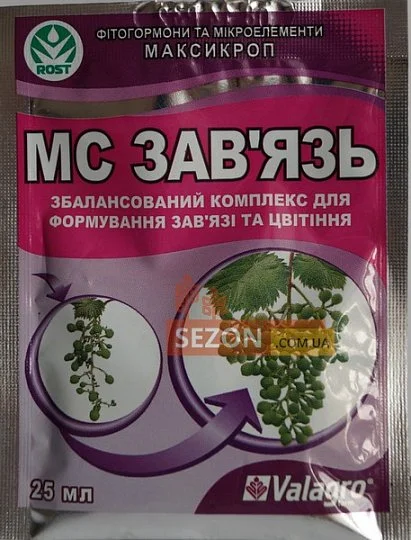 ROST
ФІТОГОРМОНИ ТА МІКРОЕЛЕМЕНТИ
МАКСИКРОП
МС ЗАВ'ЯЗЬ
ЗБАЛАНСОВАНИЙ КОМПЛЕКС ДЛЯ
ФОРМУВАННЯ ЗАВ'ЯЗІ ТА ЦВІТІННЯ
SEZON.COM.UA
25 МЛ
Valagro